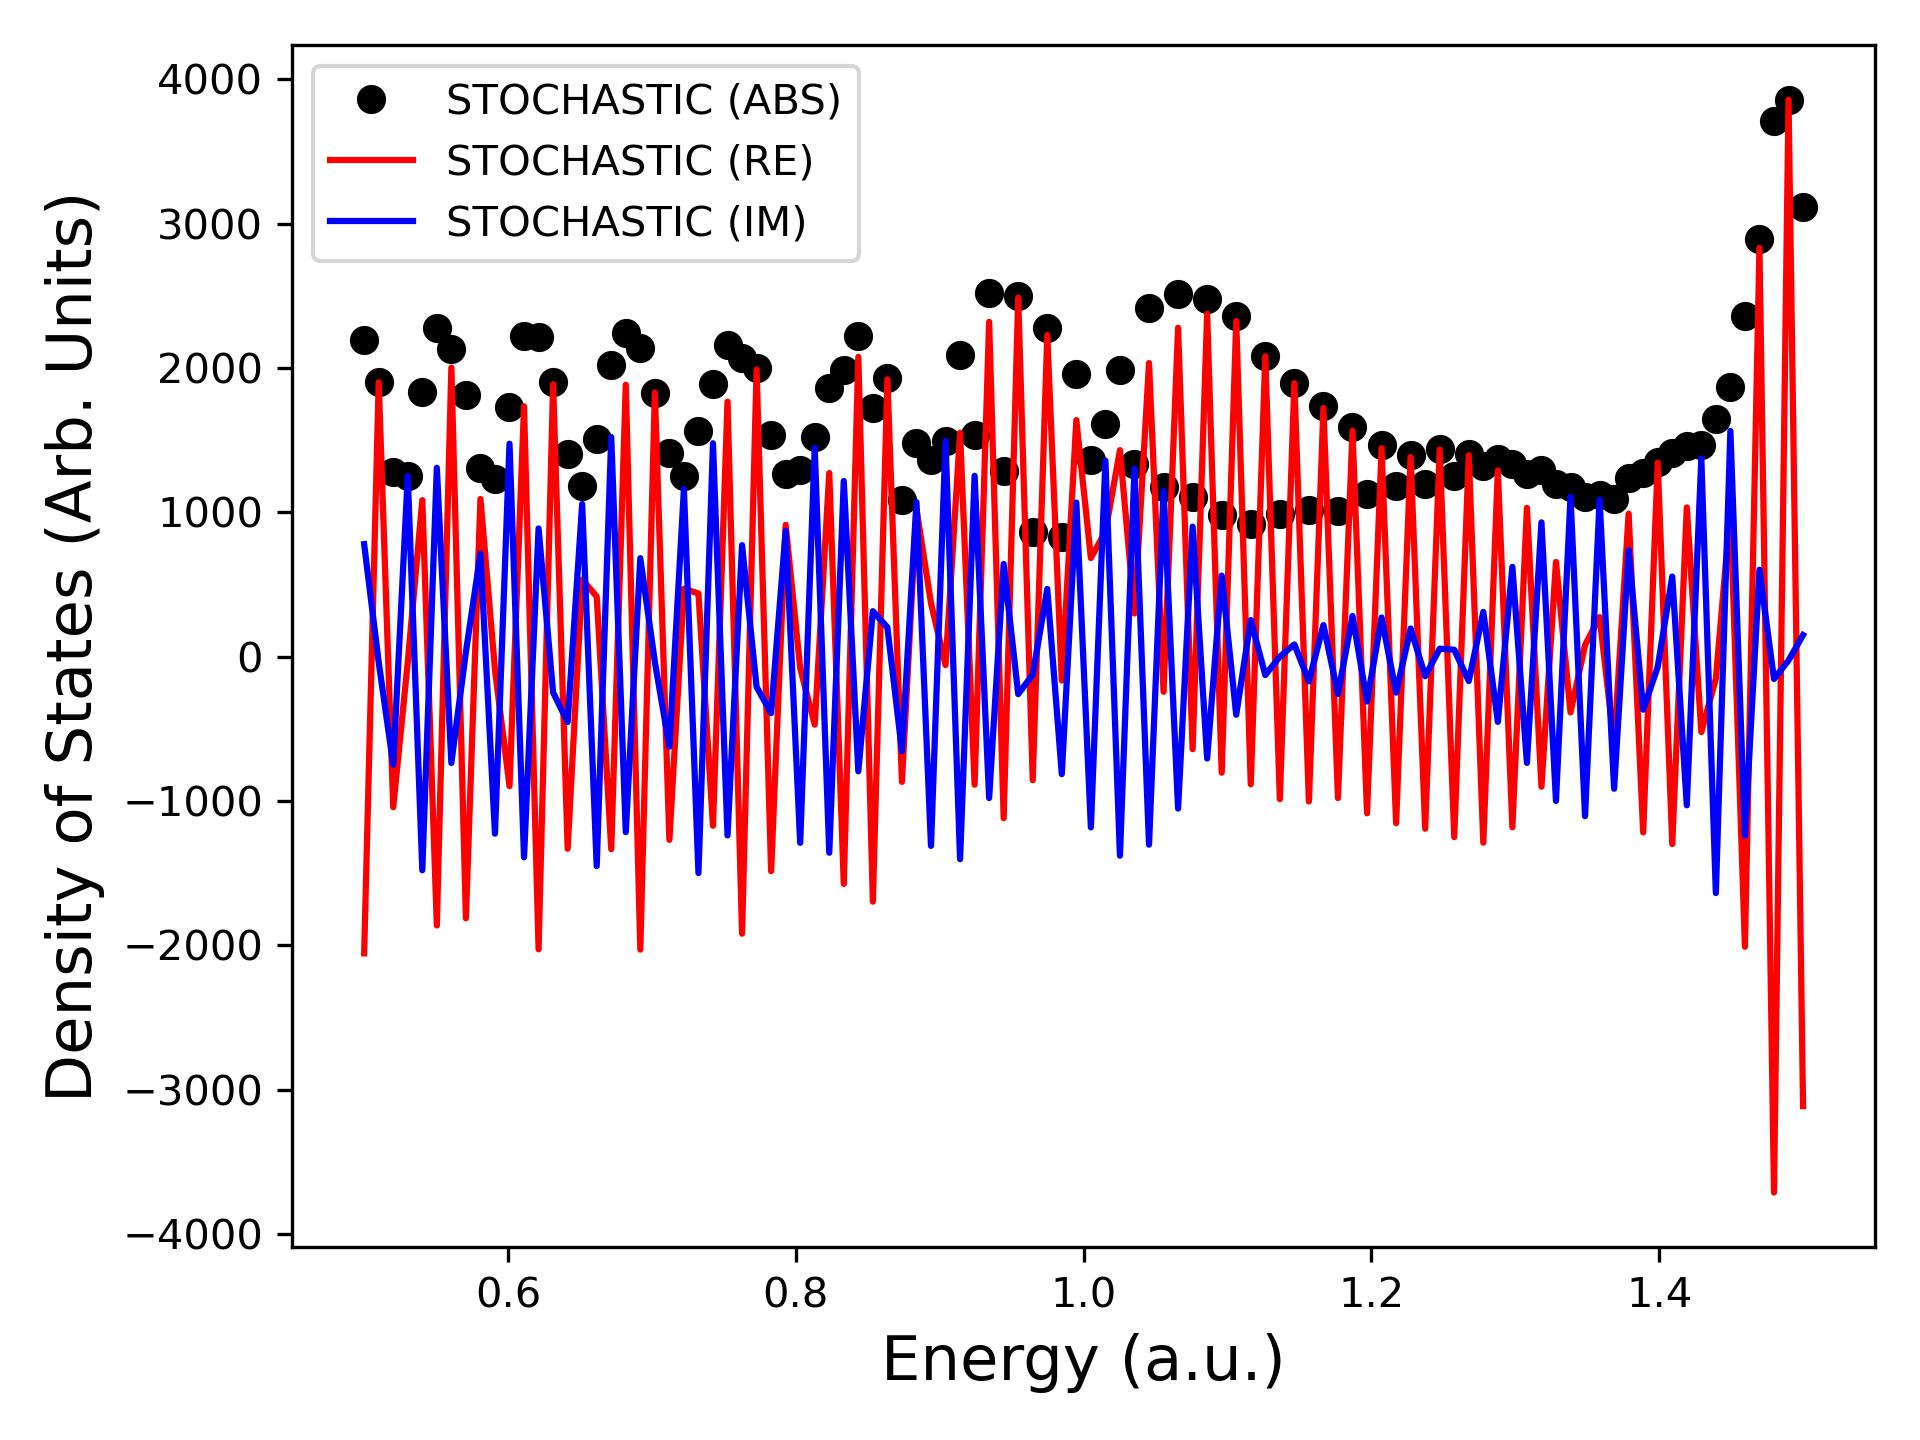 Density of States (Arb. Units)
4000
3000
2000
1000
0
−1000
−2000
−3000
−4000
STOCHASTIC (ABS)
STOCHASTIC (RE)
STOCHASTIC (IM)
0.6 0.8 1.0 1.2 1.4
Energy (a.u.)